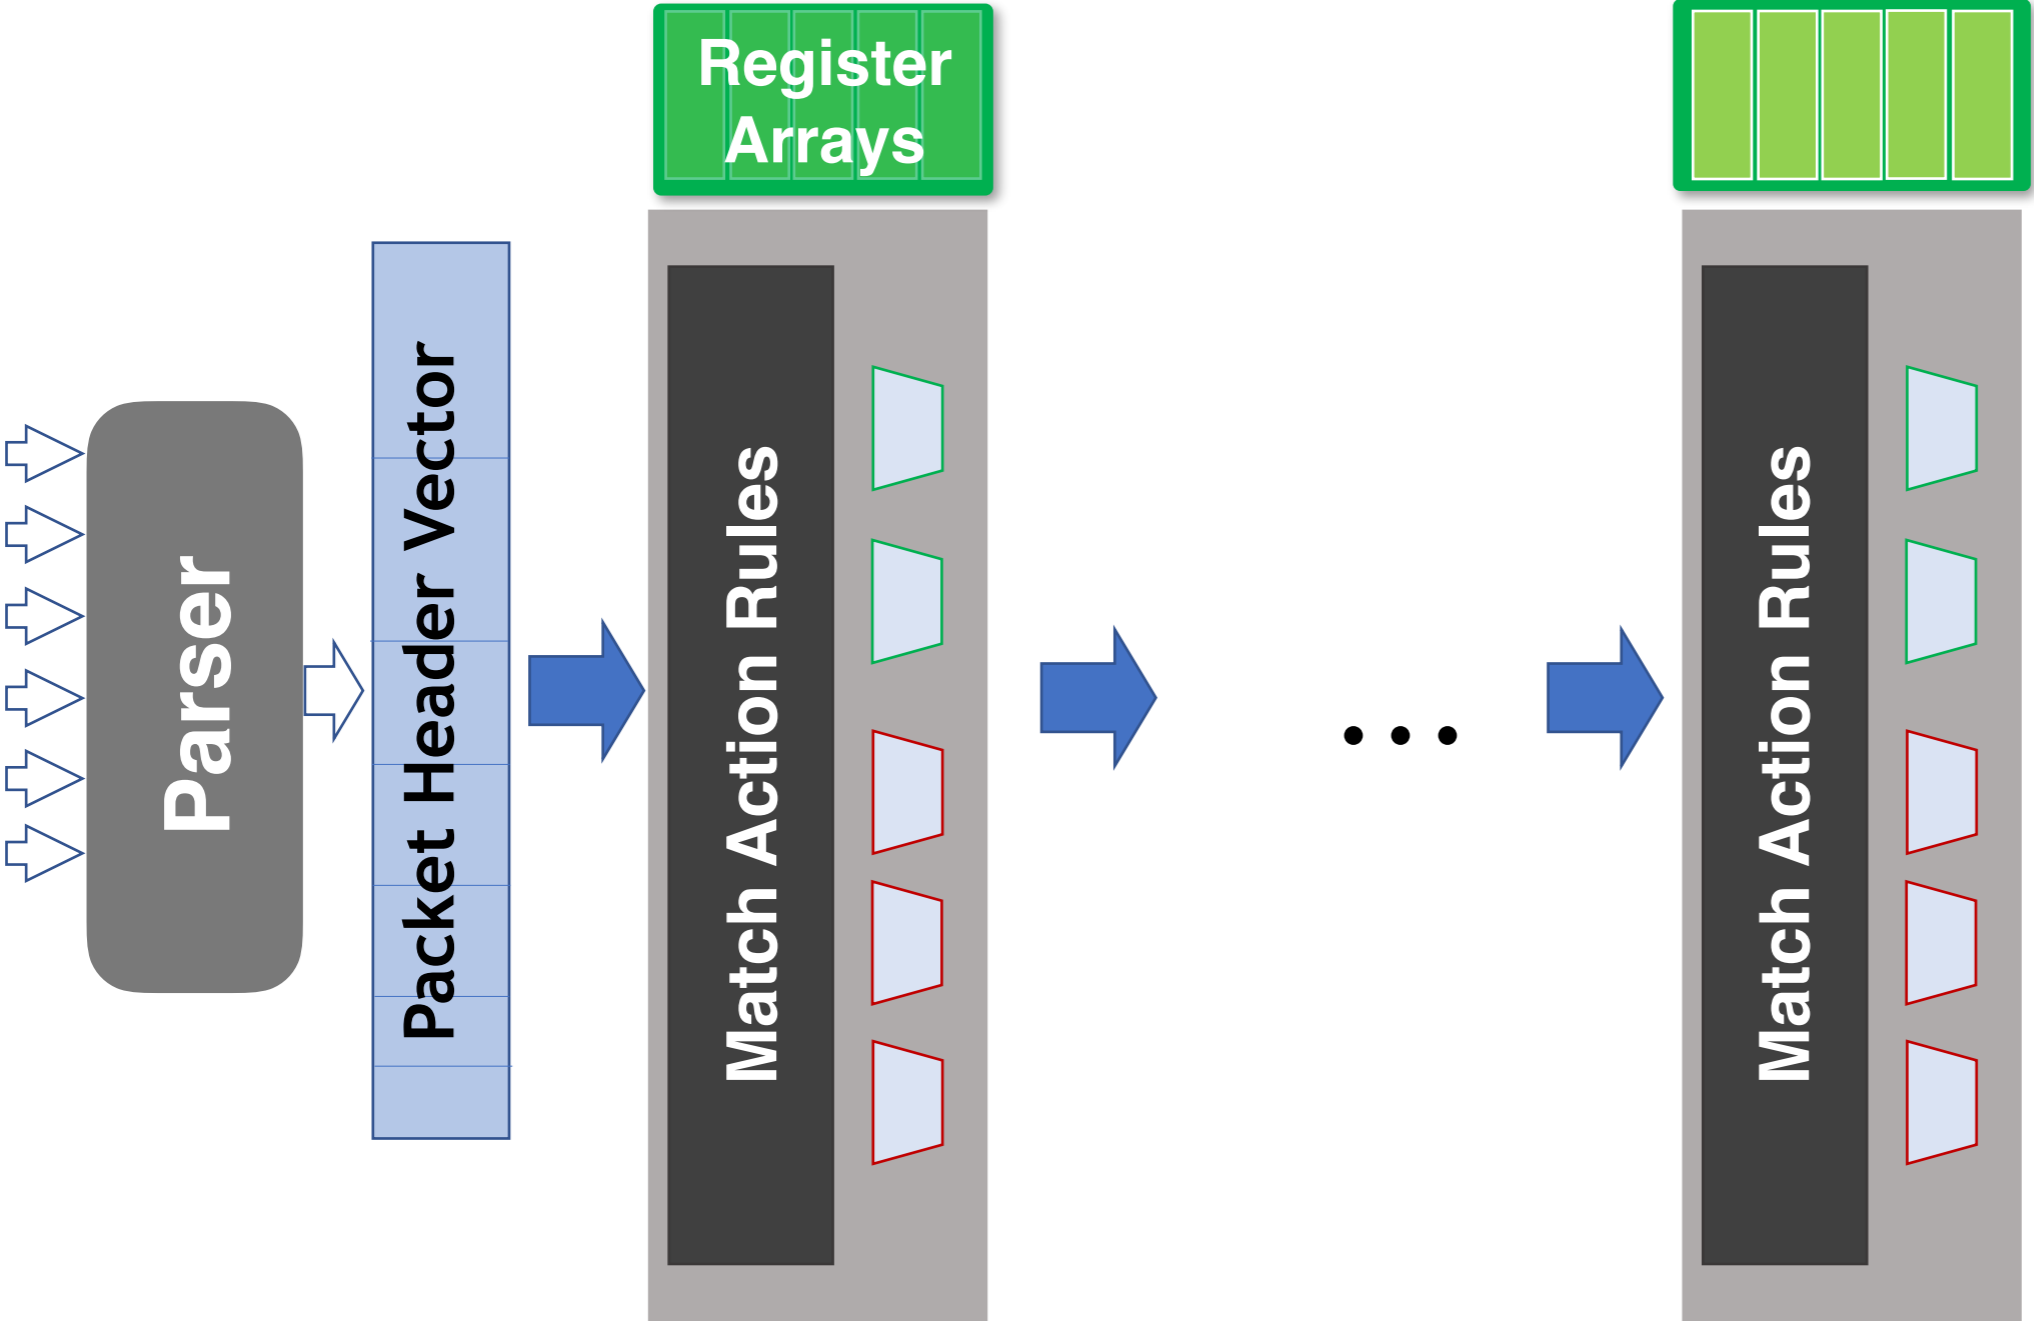 Register
Arrays
Parser
Packet Header Vector
Match Action Rules
...
Match Action Rules